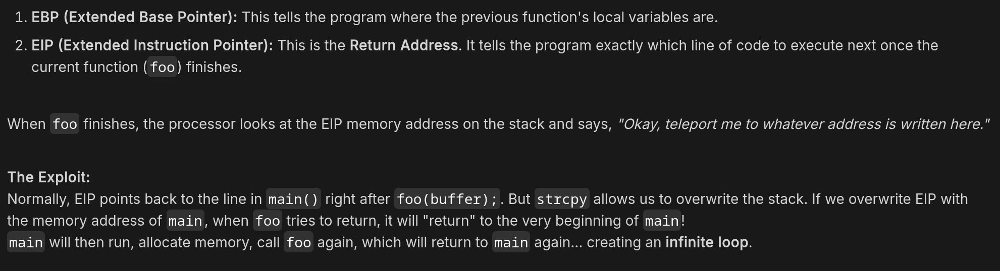 1. EBP (Extended Base Pointer): This tells the program where the previous function's local variables are.
2. EIP (Extended Instruction Pointer): This is the Return Address. It tells the program exactly which line of code to execute next once the
current function (foo) finishes.
When foo finishes, the processor looks at the EIP memory address on the stack and says, "Okay, teleport me to whatever address is written here."
The Exploit:
Normally, EIP points back to the line in main() right after foo(buffer);. But strcpy allows us to overwrite the stack. If we overwrite EIP with
the memory address of main, when foo tries to return, it will "return" to the very beginning of main!
main will then run, allocate memory, call foo again, which will return to main again... creating an infinite loop.